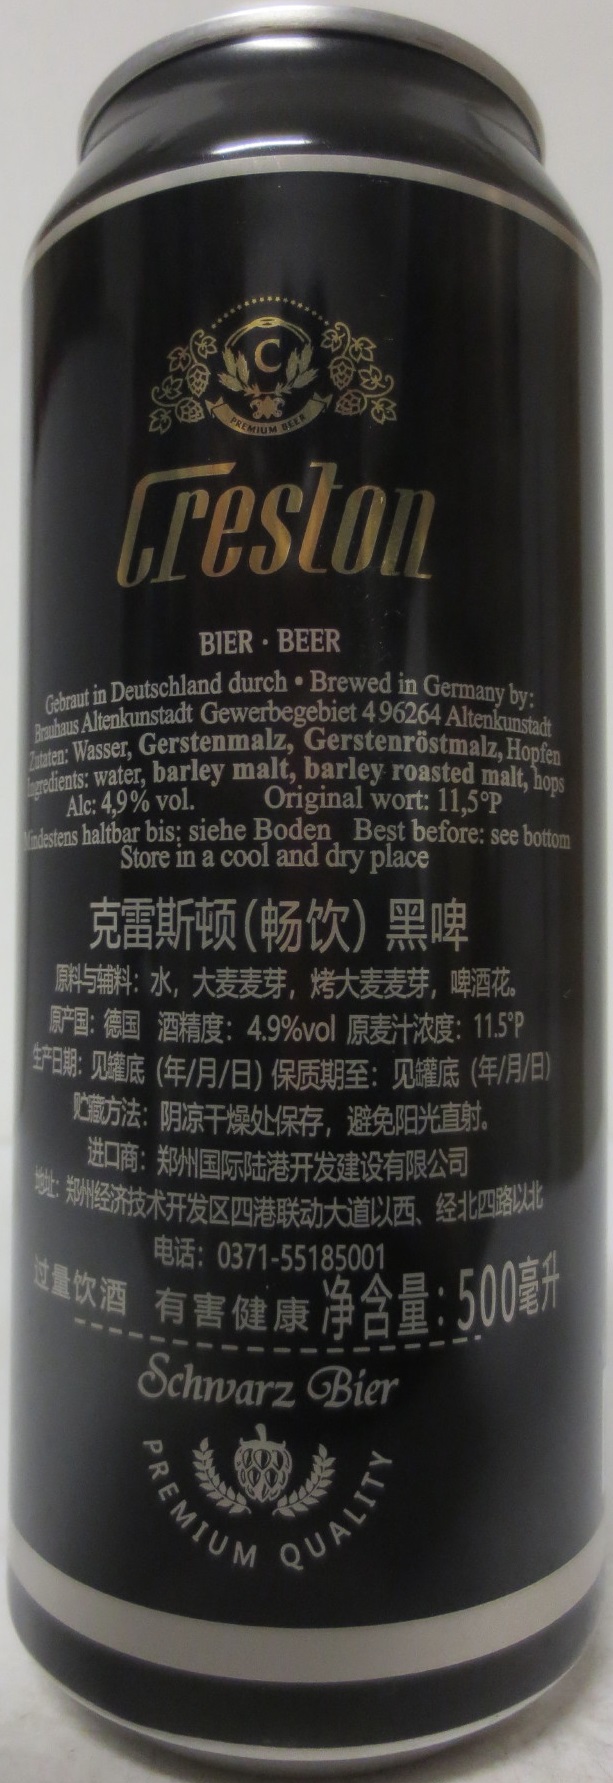 C
PREMIUM BEER
Creston
BIER · BEER
Gebraut in Deutschland durch • Brewed in Germany by:
Brauhaus Altenkunstadt Gewerbegebiet 4 96264 Altenkunstadt
Zutaten: Wasser, Gerstenmalz, Gerstenröstmalz, Hopfen
Ingredients: water, barley malt, barley roasted malt, hops
Alc: 4,9% vol. Original wort: 11,5°P
Mindestens haltbar bis: siehe Boden Best before: see bottom
Store in a cool and dry place
克雷斯顿(畅饮) 黑啤
原料与辅料: 水, 大麦麦芽, 烤大麦麦芽, 啤酒花。
原产国: 德国 酒精度: 4.9%vol 原麦汁浓度: 11.5°P
生产日期: 见罐底 (年/月/日) 保质期至: 见罐底 (年/月/日)
贮藏方法: 阴凉干燥处保存, 避免阳光直射。
进口商: 郑州国际陆港开发建设有限公司
地址: 郑州经济技术开发区四港联动大道以西、经北四路以北
电话: 0371-55185001
过量饮酒 有害健康 净含量: 500毫升
Schwarz Bier
PREMIUM QUALITY